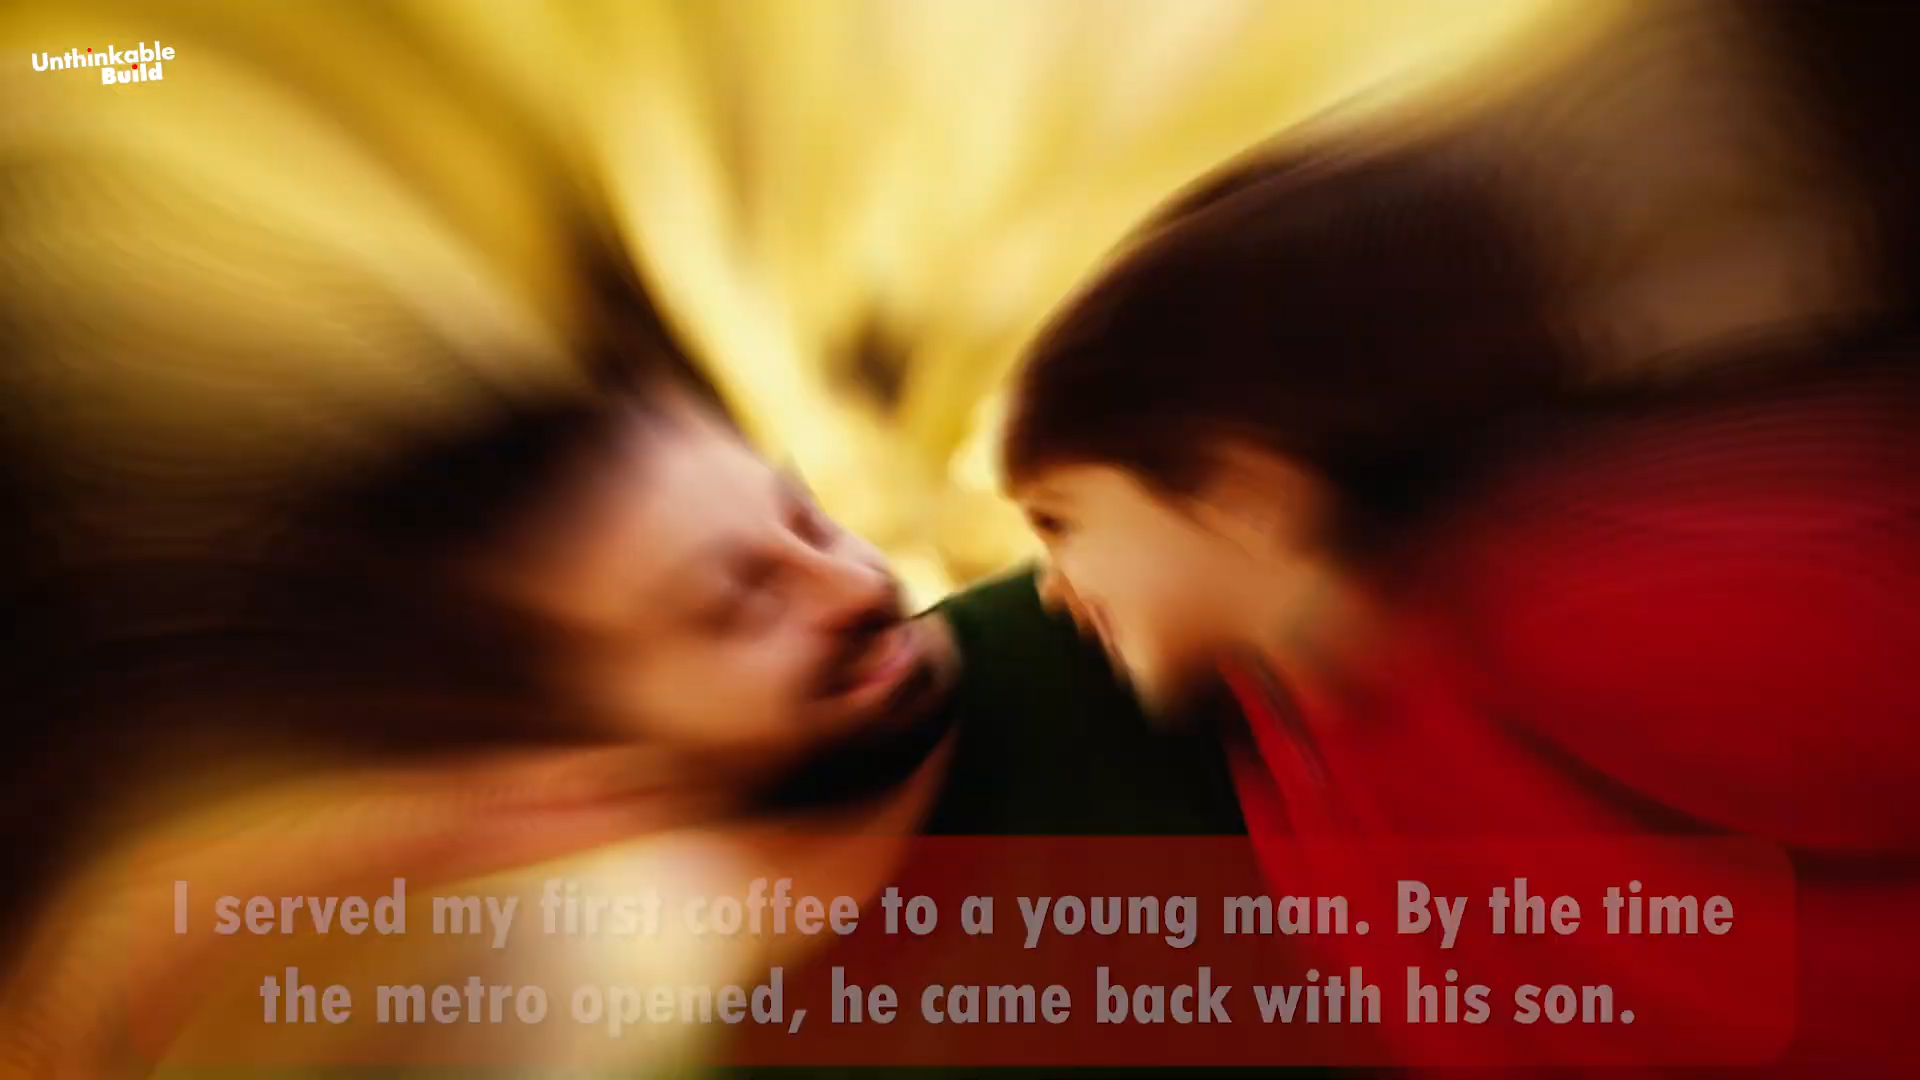 Unthinkable
Build
I served my first coffee to a young man. By the time
the metro opened, he came back with his son.